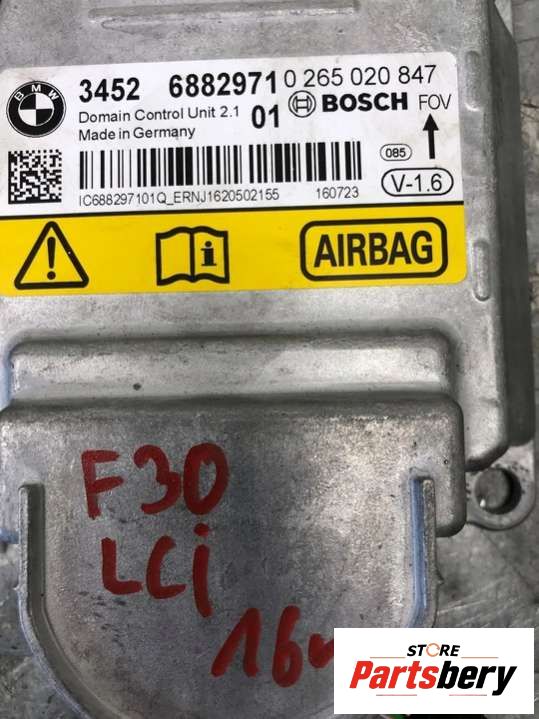 BMW
3452 6882971 0 265 020 847
Domain Control Unit 2.1 01 BOSCH FOV
Made in Germany
085
V-1.6
IC688297101Q_ERNJ1620502155 160723
AIRBAG
F30
LCi
STORE
Partsbery